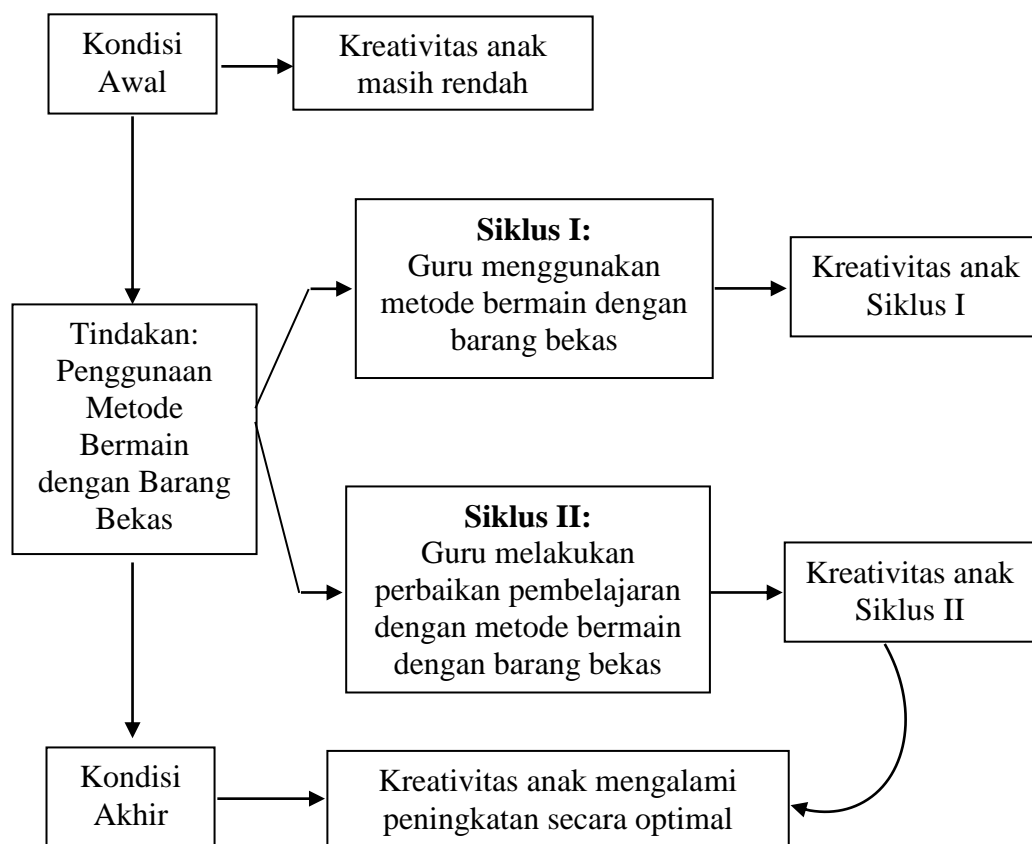 Kondisi
Awal
Kreativitas anak
masih rendah
Siklus I:
Guru menggunakan
metode bermain dengan
barang bekas
Kreativitas anak
Siklus I
Tindakan:
Penggunaan
Metode
Bermain
dengan Barang
Bekas
Siklus II:
Guru melakukan
perbaikan pembelajaran
dengan metode bermain
dengan barang bekas
Kreativitas anak
Siklus II
Kondisi
Akhir
Kreativitas anak mengalami
peningkatan secara optimal